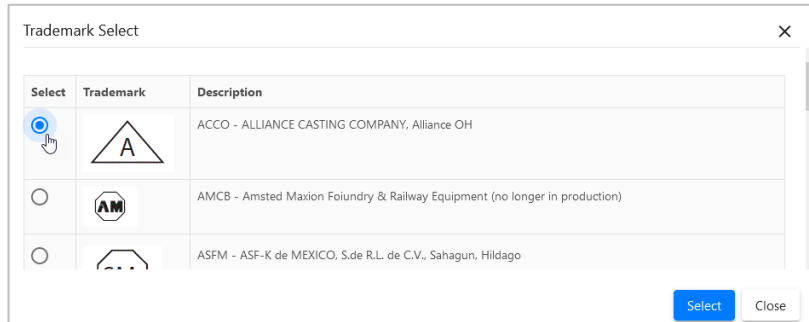 Trademark Select
Select Trademark Description
A
ACCO - ALLIANCE CASTING COMPANY, Alliance OH
AM
AMCB - Amsted Maxion Foiundry & Railway Equipment (no longer in production)
ASFM - ASF-K de MEXICO, S.de R.L. de C.V., Sahagun, Hildago
Select Close